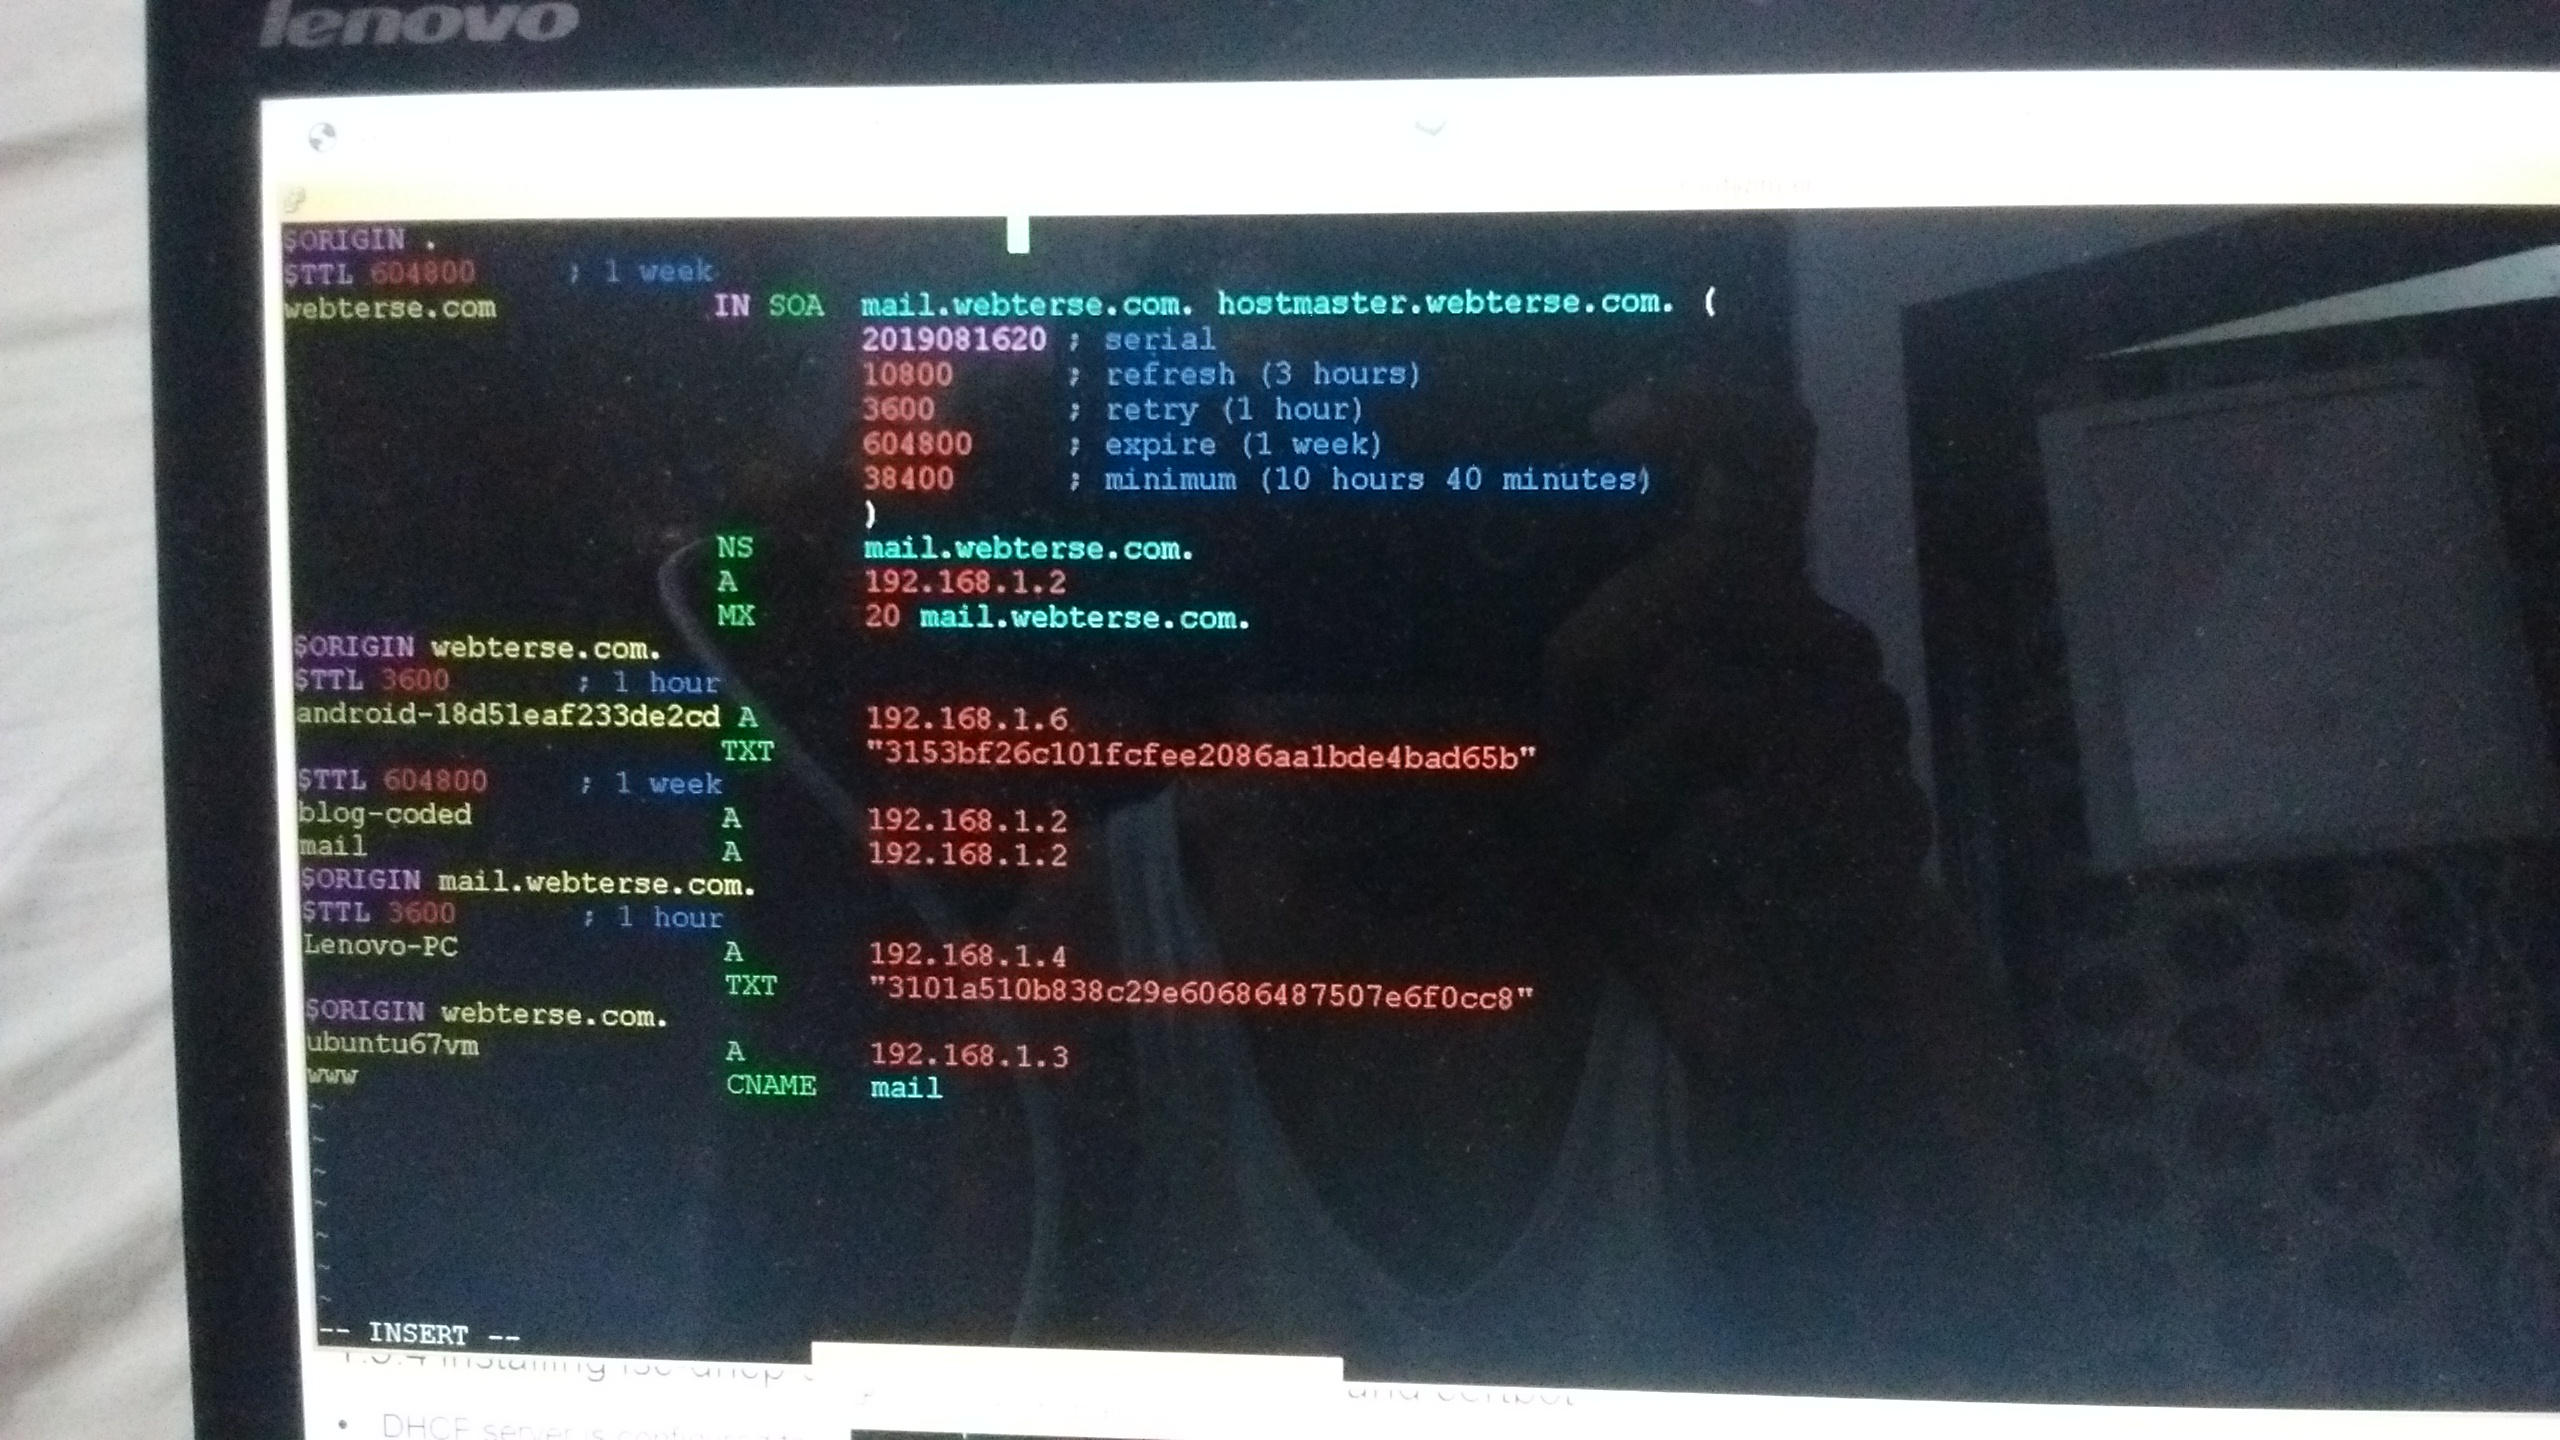 lenovo
$ORIGIN .
$TTL 604800 ; 1 week
webterse.com IN SOA mail.webterse.com. hostmaster.webterse.com. (
2019081620 ; serial
10800 ; refresh (3 hours)
3600 ; retry (1 hour)
604800 ; expire (1 week)
38400 ; minimum (10 hours 40 minutes)
)
NS mail.webterse.com.
A 192.168.1.2
MX 20 mail.webterse.com.
$ORIGIN webterse.com.
$TTL 3600 ; 1 hour
android-18d51eaf233de2cd A 192.168.1.6
TXT "3153bf26c101fcfee2086aa1bde4bad65b"
$TTL 604800 ; 1 week
blog-coded A 192.168.1.2
mail A 192.168.1.2
$ORIGIN mail.webterse.com.
$TTL 3600 ; 1 hour
Lenovo-PC A 192.168.1.4
TXT "3101a510b838c29e60686487507e6f0cc8"
$ORIGIN webterse.com.
ubuntu67vm A 192.168.1.3
www CNAME mail
~
~
~
~
~
~
~
-- INSERT --
installing isc-dhcp and certbot
• DHCP server is configured